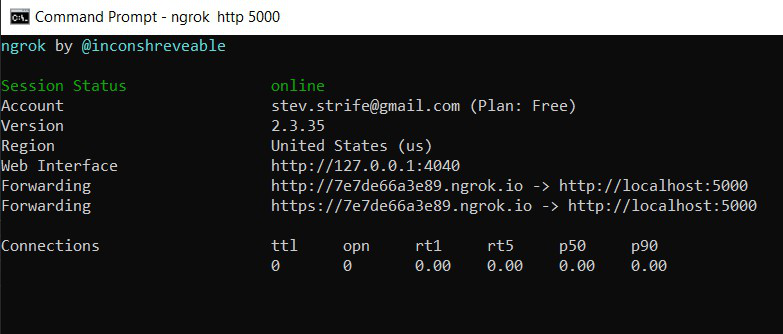 Command Prompt - ngrok http 5000
ngrok by @inconshreveable
Session Status online
Account stev.strife@gmail.com (Plan: Free)
Version 2.3.35
Region United States (us)
Web Interface http://127.0.0.1:4040
Forwarding http://7e7de66a3e89.ngrok.io -> http://localhost:5000
Forwarding https://7e7de66a3e89.ngrok.io -> http://localhost:5000
Connections ttl opn rt1 rt5 p50 p90
0 0 0.00 0.00 0.00 0.00